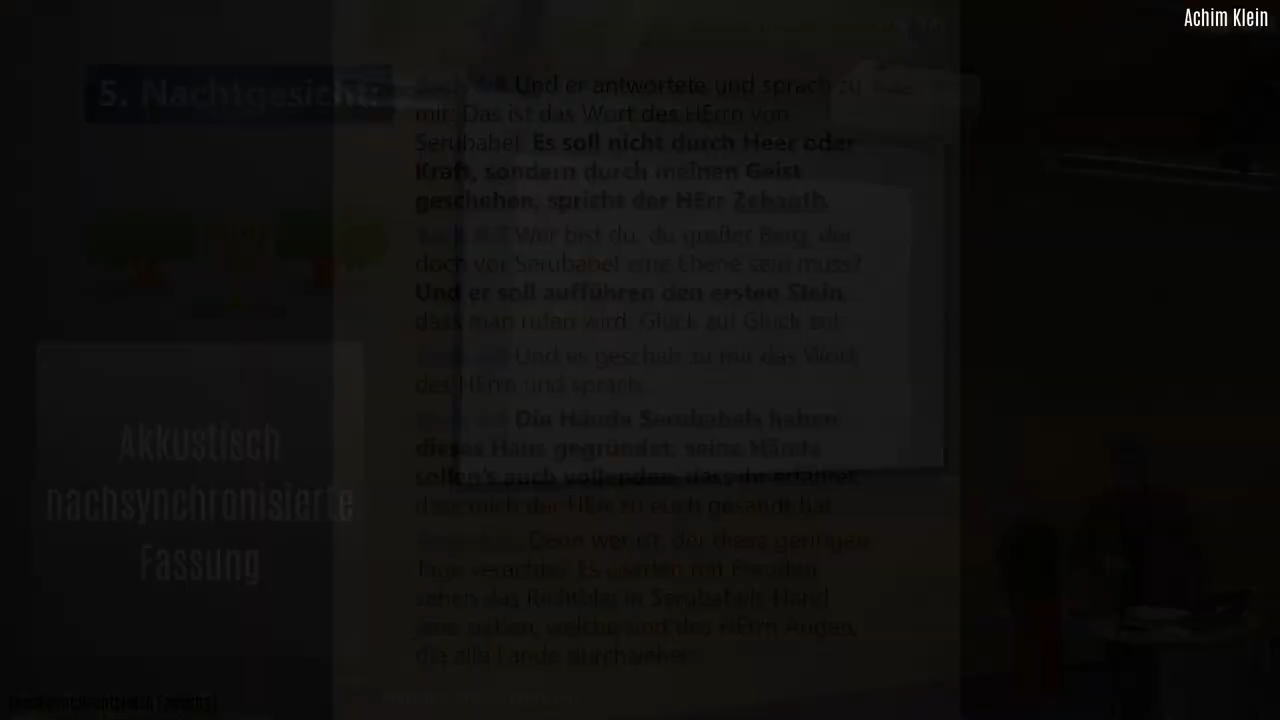 Achim Klein
5. Nachtgesicht:
Und er antwortete und sprach zu
mir: Das ist das Wort des HErrn von
Serubabel: Es soll nicht durch Heer oder
Kraft, sondern durch meinen Geist
geschehen, spricht der HErr Zebaoth.
Wer bist du, du großer Berg, der
doch vor Serubabel eine Ebene sein muss?
Und er soll aufführen den ersten Stein,
dass man rufen wird: Glück zu! Glück zu!
Und es geschah zu mir das Wort
des HErrn und sprach:
Die Hände Serubabels haben
dieses Haus gegründet, seine Hände
sollen's auch vollenden, dass ihr erfahret,
dass mich der HErr zu euch gesandt hat.
Denn wer ist, der diese geringen
Tage verachte? Es werden mit Freuden
sehen das Richtblei in Serubabels Hand
jene sieben, welche sind des HErrn Augen,
die alle Lande durchziehen.
Akkustisch
nachsynchronisierte
Fassung